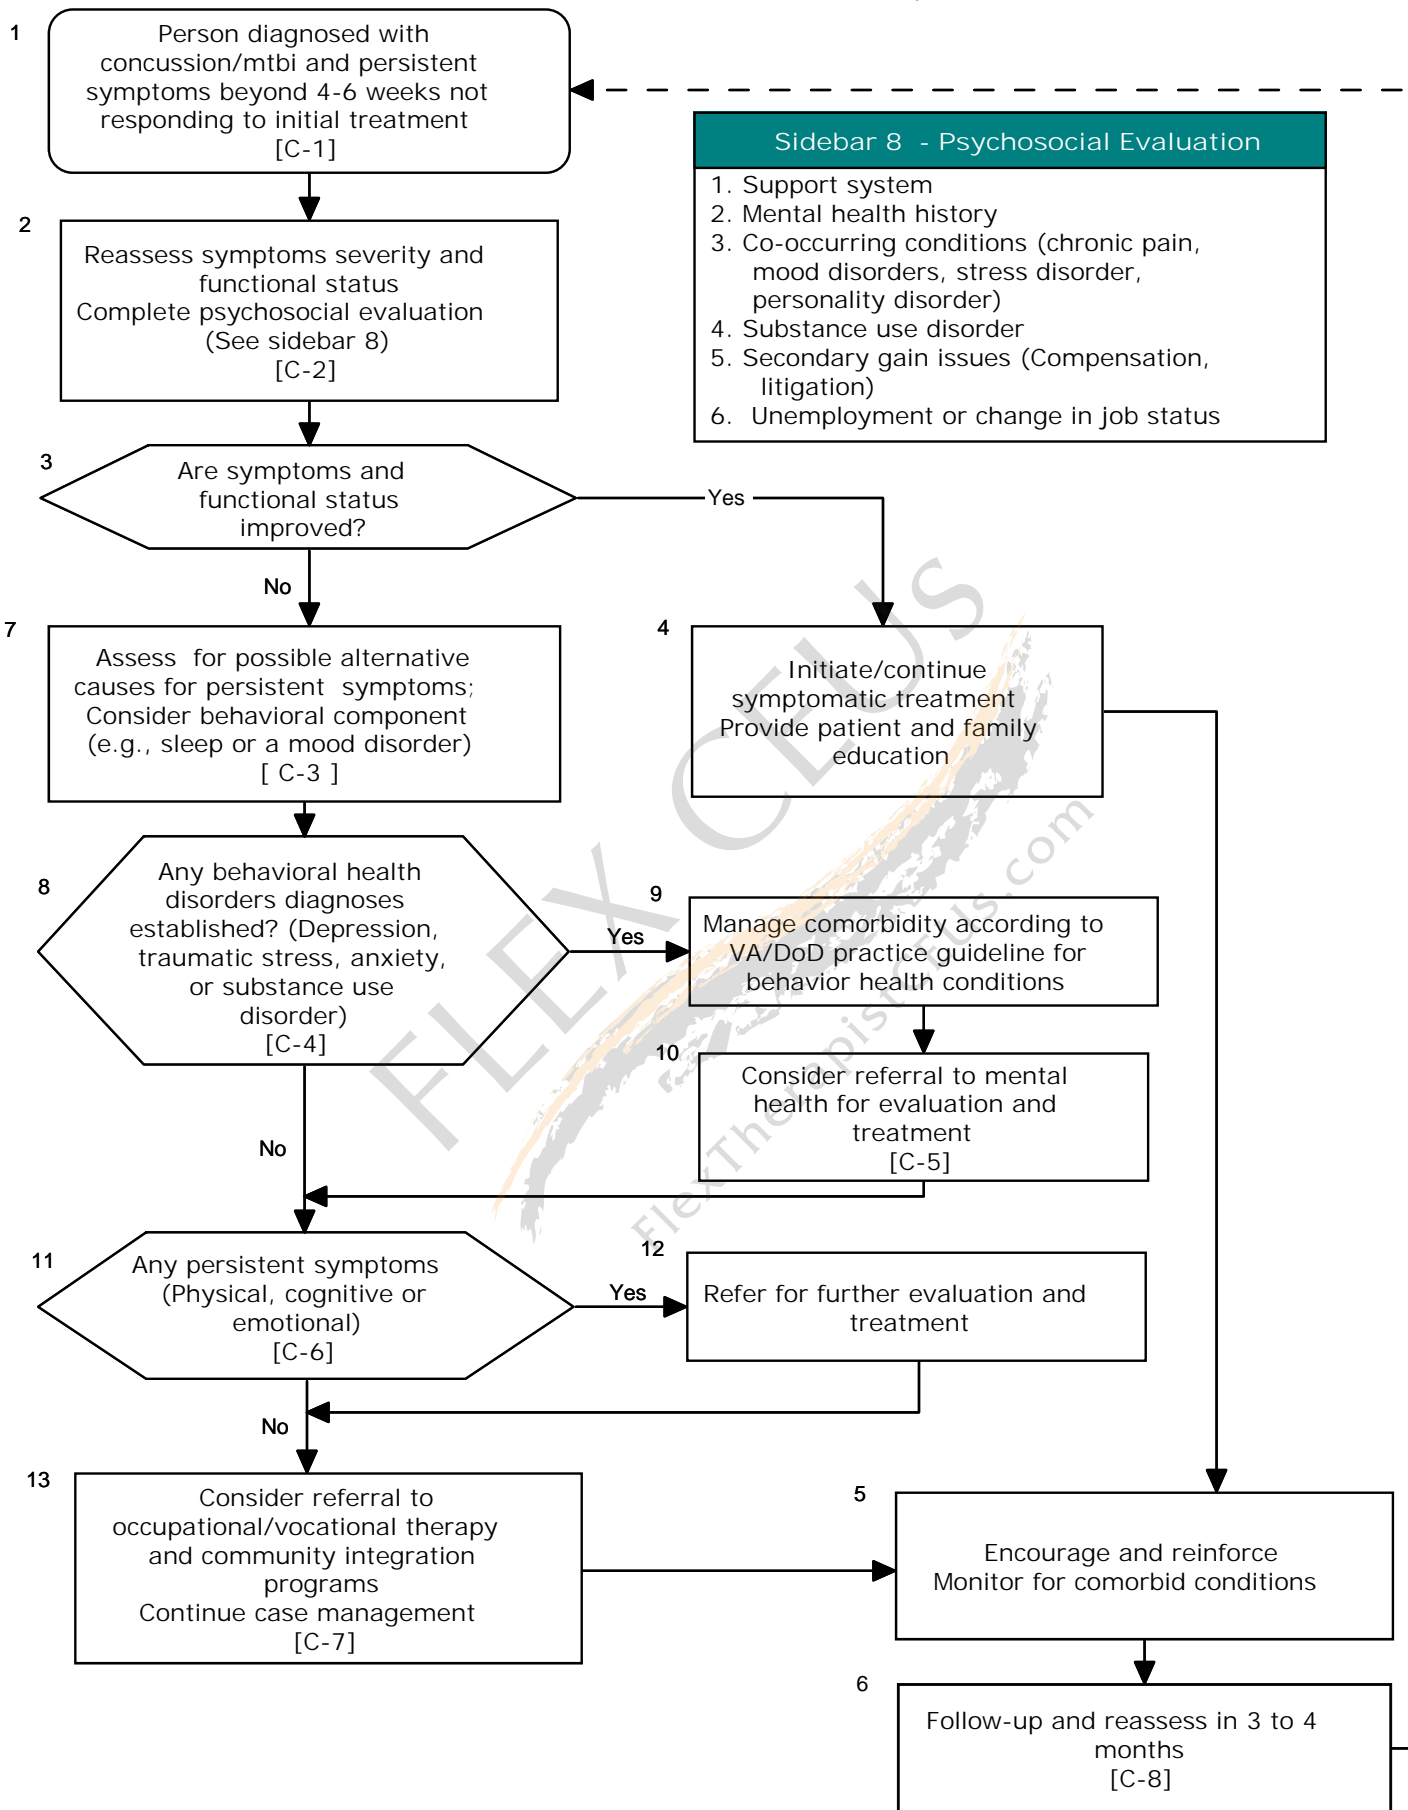 1
Person diagnosed with
concussion/mtbi and persistent
symptoms beyond 4-6 weeks not
responding to initial treatment
[C-1]
Sidebar 8 - Psychosocial Evaluation
1. Support system
2. Mental health history
3. Co-occurring conditions (chronic pain,
mood disorders, stress disorder,
personality disorder)
4. Substance use disorder
5. Secondary gain issues (Compensation,
litigation)
6. Unemployment or change in job status
2
Reassess symptoms severity and
functional status
Complete psychosocial evaluation
(See sidebar 8)
[C-2]
3
Are symptoms and
functional status
improved?
Yes
No
7
Assess for possible alternative
causes for persistent symptoms;
Consider behavioral component
(e.g., sleep or a mood disorder)
[ C-3 ]
4
Initiate/continue
symptomatic treatment
Provide patient and family
education
8
Any behavioral health
disorders diagnoses
established? (Depression,
traumatic stress, anxiety,
or substance use
disorder)
[C-4]
Yes
No
9
Manage comorbidity according to
VA/DoD practice guideline for
behavior health conditions
10
Consider referral to mental
health for evaluation and
treatment
[C-5]
11
Any persistent symptoms
(Physical, cognitive or
emotional)
[C-6]
Yes
No
12
Refer for further evaluation and
treatment
13
Consider referral to
occupational/vocational therapy
and community integration
programs
Continue case management
[C-7]
5
Encourage and reinforce
Monitor for comorbid conditions
6
Follow-up and reassess in 3 to 4
months
[C-8]
FLEX CEUS
FlexTherapistCEUs.com